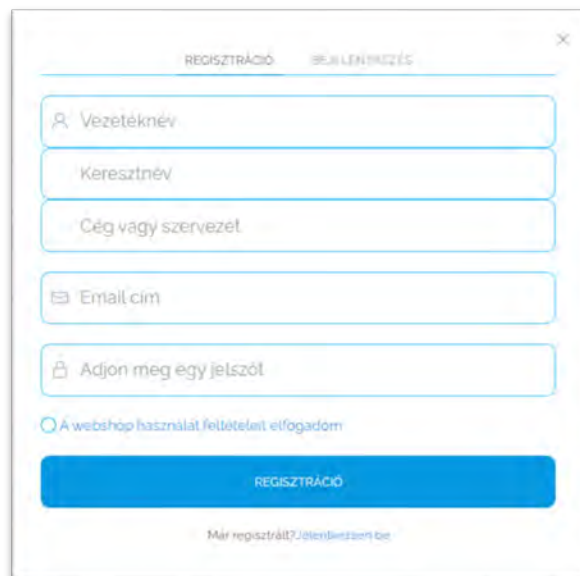 REGISZTRÁCIÓ BEJELENTKEZÉS
Vezetéknév
Keresztnév
Cég vagy szervezet
Email cím
Adjon meg egy jelszót
A webshop használat feltételeit elfogadom
REGISZTRÁCIÓ
Már regisztrált? Jelentkezzen be